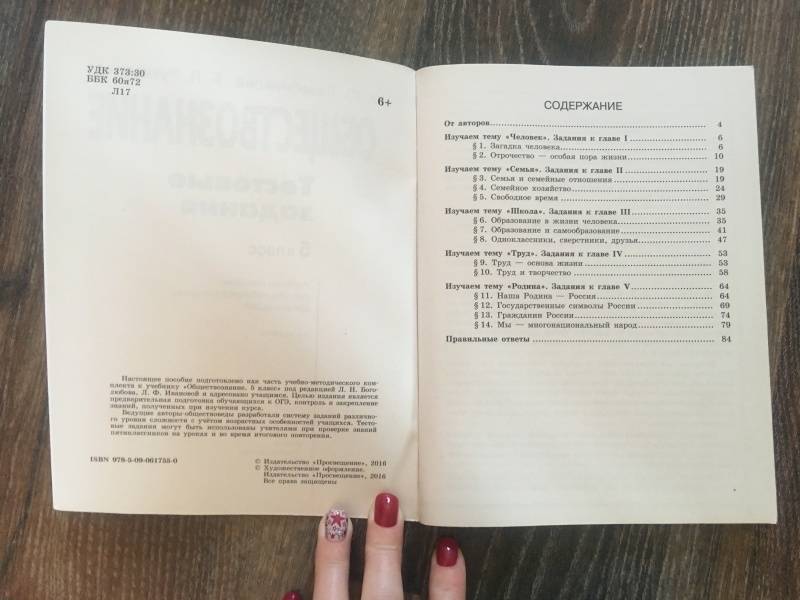 УДК 373:30
ББК 60я72
Л17
6+
Настоящее пособие подготовлено как часть учебно-методического ком-
плекта к учебнику «Обществознание. 5 класс» под редакцией Л. Н. Бого-
любова, Л. Ф. Ивановой и адресовано учащимся. Целью издания является
предварительная подготовка обучающихся к ОГЭ, контроль и закрепление
знаний, полученных при изучении курса.
Ведущие авторы-обществоведы разработали систему заданий различно-
го уровня сложности с учётом возрастных особенностей учащихся. Тесто-
вые задания могут быть использованы учителями при проверке знаний
пятиклассников на уроках и во время итогового повторения.
ISBN 978-5-09-061755-0
© Издательство «Просвещение», 2016
© Художественное оформление.
Издательство «Просвещение», 2016
Все права защищены
СОДЕРЖАНИЕ
От авторов 4
Изучаем тему «Человек». Задания к главе I 6
§ 1. Загадка человека 6
§ 2. Отрочество — особая пора жизни 10
Изучаем тему «Семья». Задания к главе II 19
§ 3. Семья и семейные отношения 19
§ 4. Семейное хозяйство 24
§ 5. Свободное время 29
Изучаем тему «Школа». Задания к главе III 35
§ 6. Образование в жизни человека 35
§ 7. Образование и самообразование 41
§ 8. Одноклассники, сверстники, друзья 47
Изучаем тему «Труд». Задания к главе IV 53
§ 9. Труд — основа жизни 53
§ 10. Труд и творчество 58
Изучаем тему «Родина». Задания к главе V 64
§ 11. Наша Родина — Россия 64
§ 12. Государственные символы России 69
§ 13. Гражданин России 74
§ 14. Мы — многонациональный народ 79
Правильные ответы 84